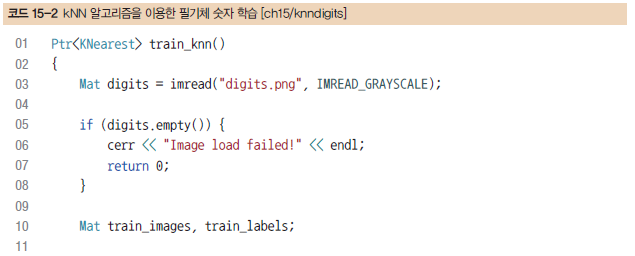 코드 15-2 kNN 알고리즘을 이용한 필기체 숫자 학습 [ch15/knndigits]
01 Ptr<KNearest> train_knn()
02 {
03     Mat digits = imread("digits.png", IMREAD_GRAYSCALE);
04
05     if (digits.empty()) {
06         cerr << "Image load failed!" << endl;
07         return 0;
08     }
09
10     Mat train_images, train_labels;
11